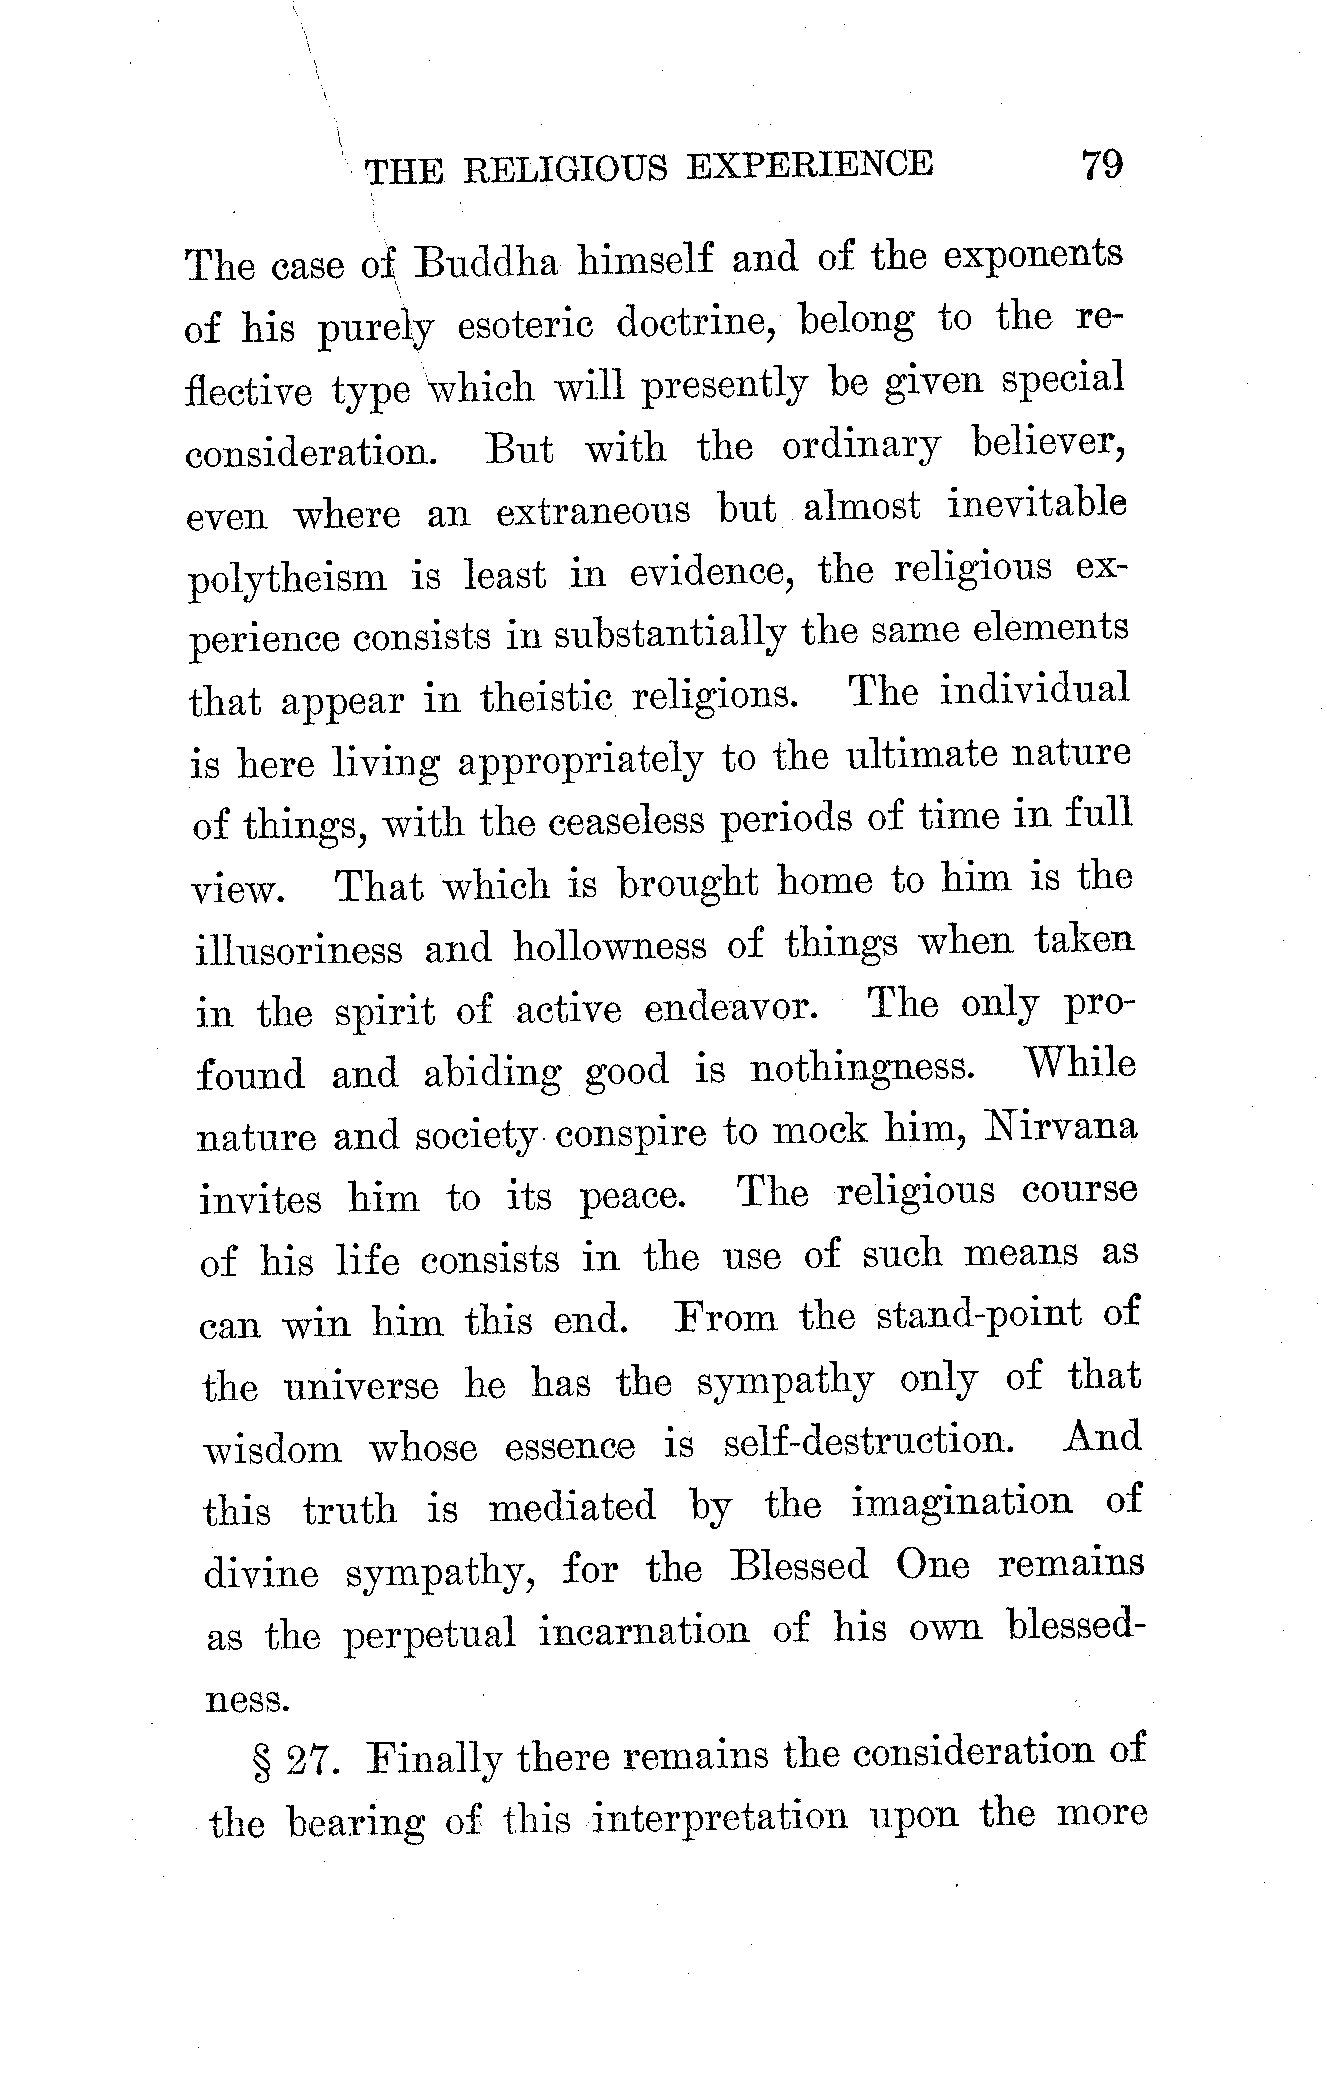 THE RELIGIOUS EXPERIENCE 79
The case of Buddha himself and of the exponents
of his purely esoteric doctrine, belong to the re-
flective type which will presently be given special
consideration. But with the ordinary believer,
even where an extraneous but almost inevitable
polytheism is least in evidence, the religious ex-
perience consists in substantially the same elements
that appear in theistic religions. The individual
is here living appropriately to the ultimate nature
of things, with the ceaseless periods of time in full
view. That which is brought home to him is the
illusoriness and hollowness of things when taken
in the spirit of active endeavor. The only pro-
found and abiding good is nothingness. While
nature and society conspire to mock him, Nirvana
invites him to its peace. The religious course
of his life consists in the use of such means as
can win him this end. From the stand-point of
the universe he has the sympathy only of that
wisdom whose essence is self-destruction. And
this truth is mediated by the imagination of
divine sympathy, for the Blessed One remains
as the perpetual incarnation of his own blessed-
ness.
§ 27. Finally there remains the consideration of
the bearing of this interpretation upon the more